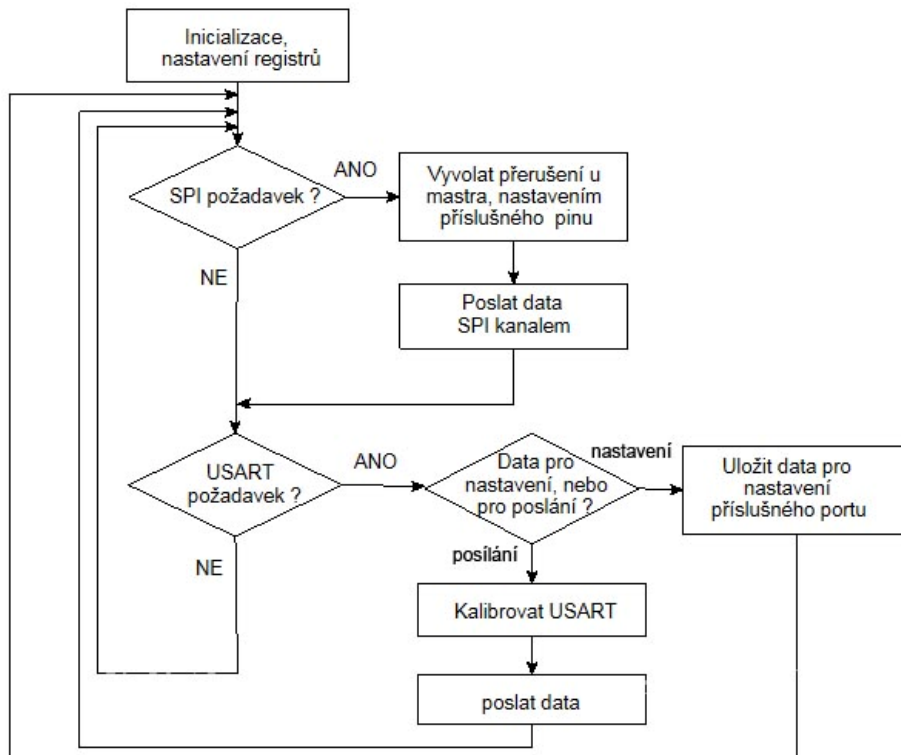 Inicializace,
nastavení registrů
SPI požadavek ?
ANO
Vyvolat přerušení u
mastra, nastavením
příslušného pinu
NE
Poslat data
SPI kanalem
USART
požadavek ?
ANO
Data pro
nastavení, nebo
pro poslání ?
nastavení
Uložit data pro
nastavení
příslušného portu
NE
posílání
Kalibrovat USART
poslat data